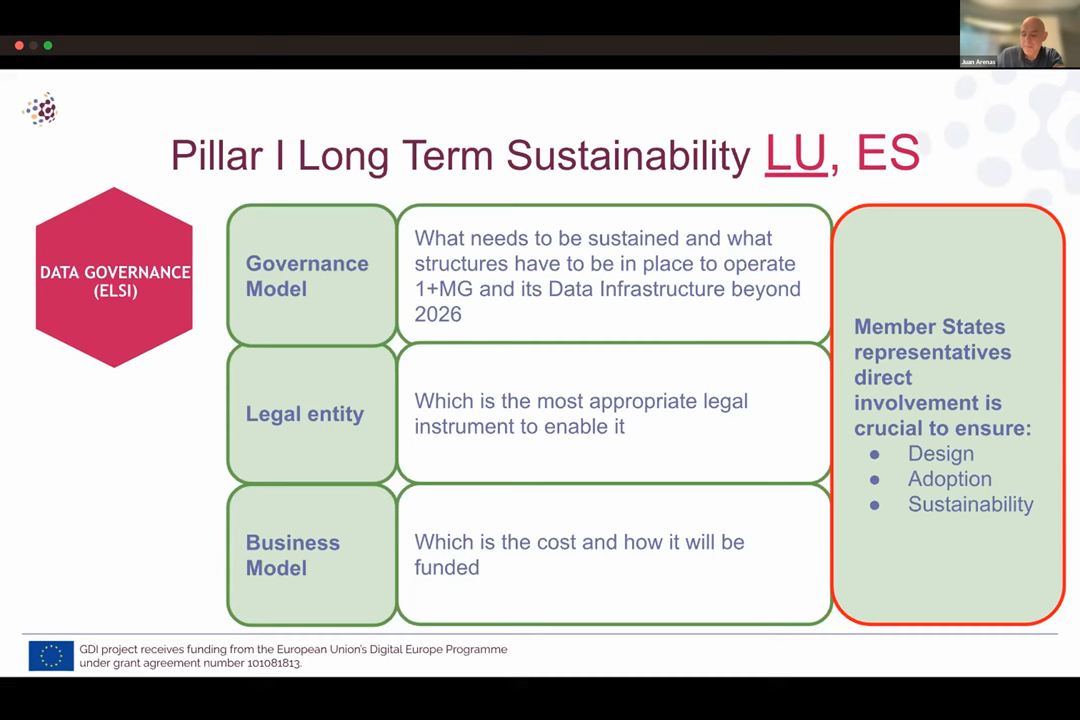 Juan Arenas
Pillar I Long Term Sustainability LU, ES
DATA GOVERNANCE
(ELSI)
Governance
Model
What needs to be sustained and what
structures have to be in place to operate
1+MG and its Data Infrastructure beyond
2026
Legal entity
Which is the most appropriate legal
instrument to enable it
Business
Model
Which is the cost and how it will be
funded
Member States
representatives
direct
involvement is
crucial to ensure:
● Design
● Adoption
● Sustainability
GDI project receives funding from the European Union's Digital Europe Programme
under grant agreement number 101081813.